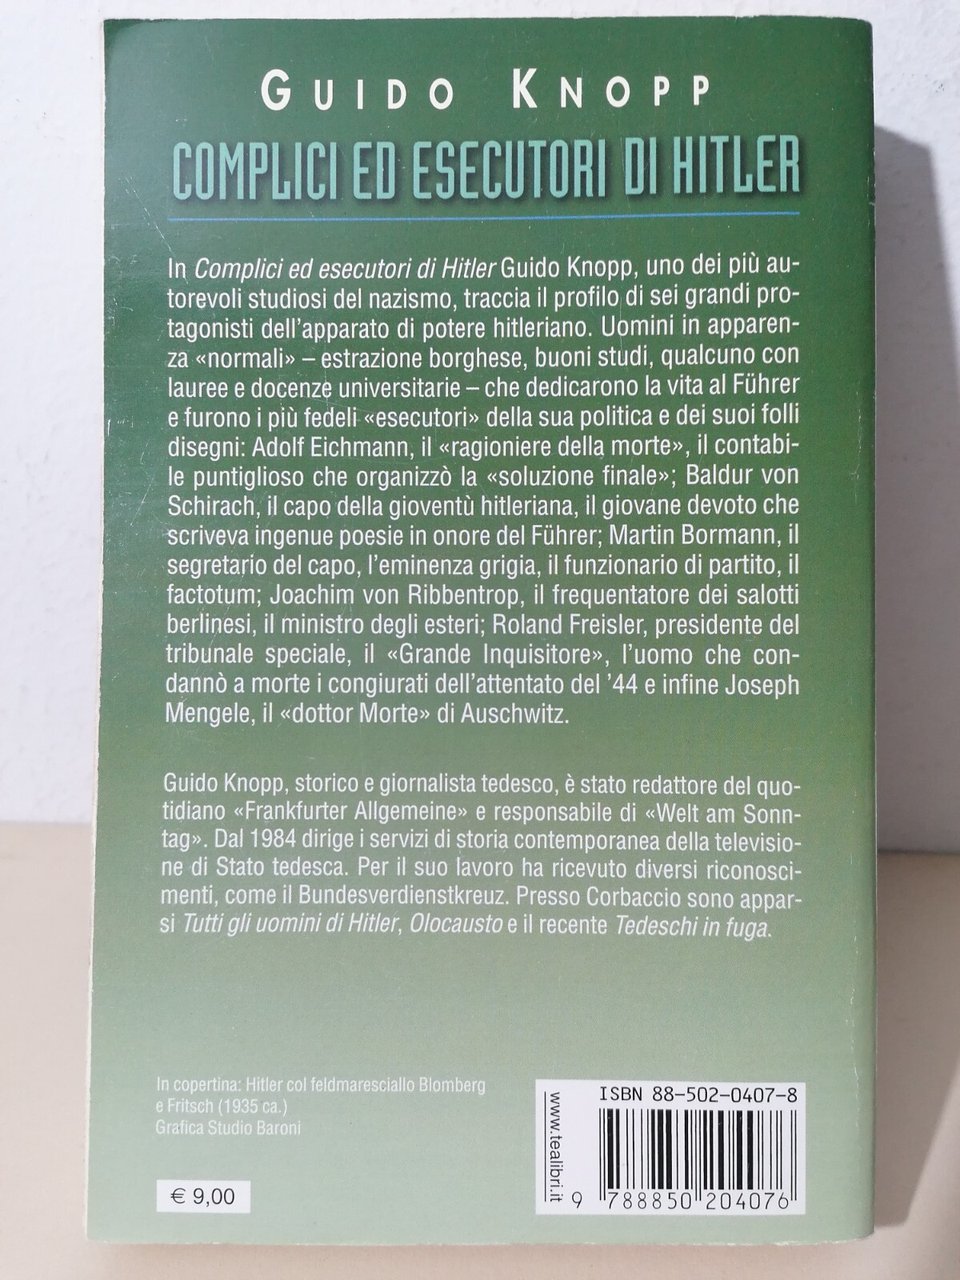 GUIDO KNOPP
COMPLICI ED ESECUTORI DI HITLER
In Complici ed esecutori di Hitler Guido Knopp, uno dei più au-
torevoli studiosi del nazismo, traccia il profilo di sei grandi pro-
tagonisti dell'apparato di potere hitleriano. Uomini in apparen-
za «normali» – estrazione borghese, buoni studi, qualcuno con
lauree e docenze universitarie – che dedicarono la vita al Führer
e furono i più fedeli «esecutori» della sua politica e dei suoi folli
disegni: Adolf Eichmann, il «ragioniere della morte», il contabi-
le puntiglioso che organizzò la «soluzione finale»; Baldur von
Schirach, il capo della gioventù hitleriana, il giovane devoto che
scriveva ingenue poesie in onore del Führer; Martin Bormann, il
segretario del capo, l'eminenza grigia, il funzionario di partito, il
factotum; Joachim von Ribbentrop, il frequentatore dei salotti
berlinesi, il ministro degli esteri; Roland Freisler, presidente del
tribunale speciale, il «Grande Inquisitore», l'uomo che con-
dannò a morte i congiurati dell'attentato del '44 e infine Joseph
Mengele, il «dottor Morte» di Auschwitz.
Guido Knopp, storico e giornalista tedesco, è stato redattore del quo-
tidiano «Frankfurter Allgemeine» e responsabile di «Welt am Sonn-
tag». Dal 1984 dirige i servizi di storia contemporanea della televisio-
ne di Stato tedesca. Per il suo lavoro ha ricevuto diversi riconosci-
menti, come il Bundesverdienstkreuz. Presso Corbaccio sono appar-
si Tutti gli uomini di Hitler, Olocausto e il recente Tedeschi in fuga.
In copertina: Hitler col feldmaresciallo Blomberg
e Fritsch (1935 ca.)
Grafica Studio Baroni
€ 9,00
www.tealibri.it
ISBN 88-502-0407-8
9 788850 204076